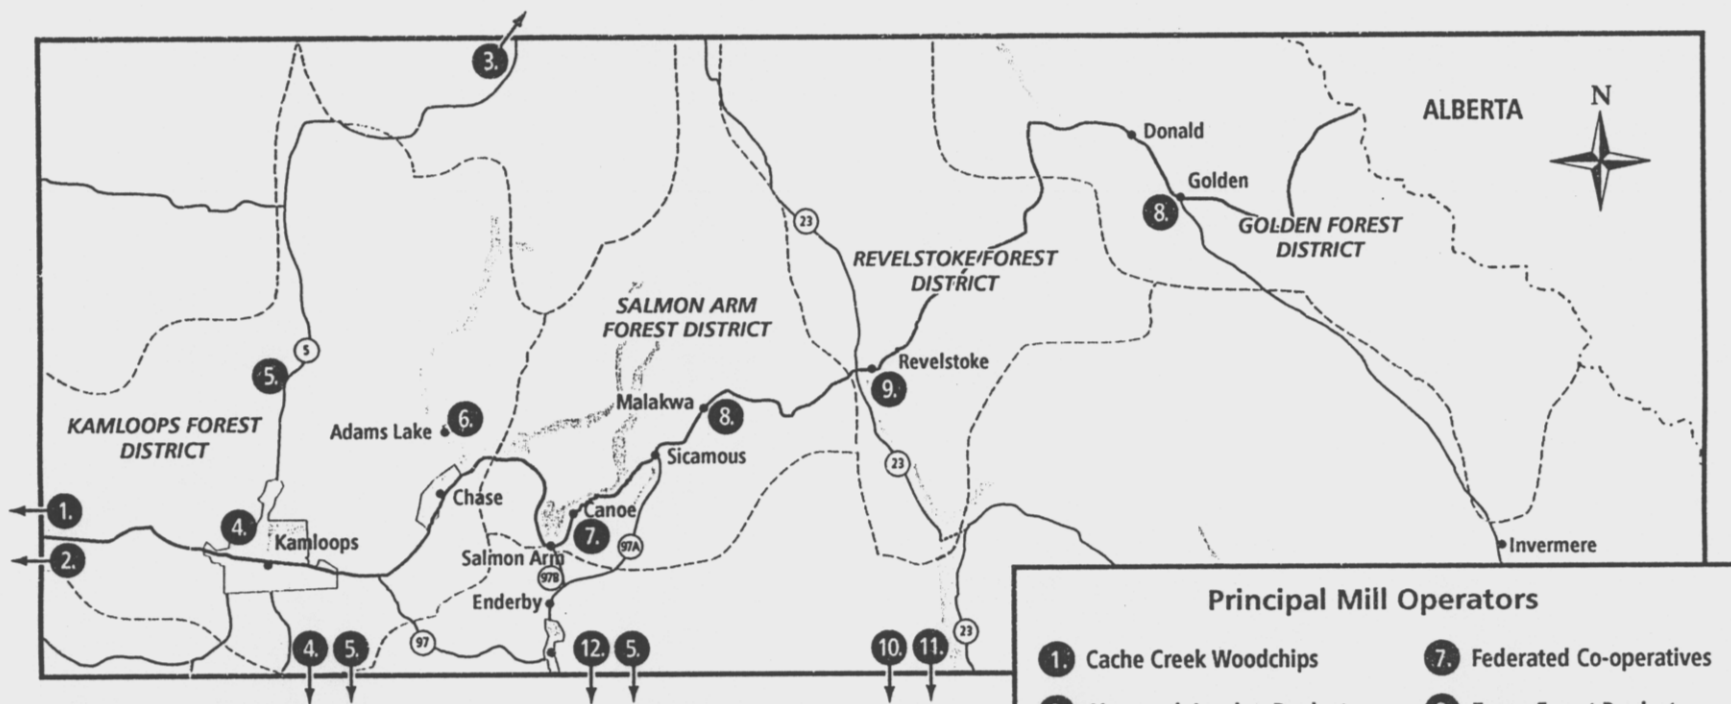 3.
ALBERTA
N
Donald
Golden
8.
GOLDEN FOREST
DISTRICT
23
REVELSTOKE/FOREST
DISTRICT
SALMON ARM
FOREST DISTRICT
5
5.
Revelstoke
9.
Malakwa
8.
KAMLOOPS FOREST
DISTRICT
Adams Lake
6.
Sicamous
23
Chase
1.
4.
Kamloops
2.
Canoe
7.
Salmon Arm
97A
97B
Enderby
Invermere
97
23
4.
5.
12.
5.
10.
11.
Principal Mill Operators
1. Cache Creek Woodchips
7. Federated Co-operatives